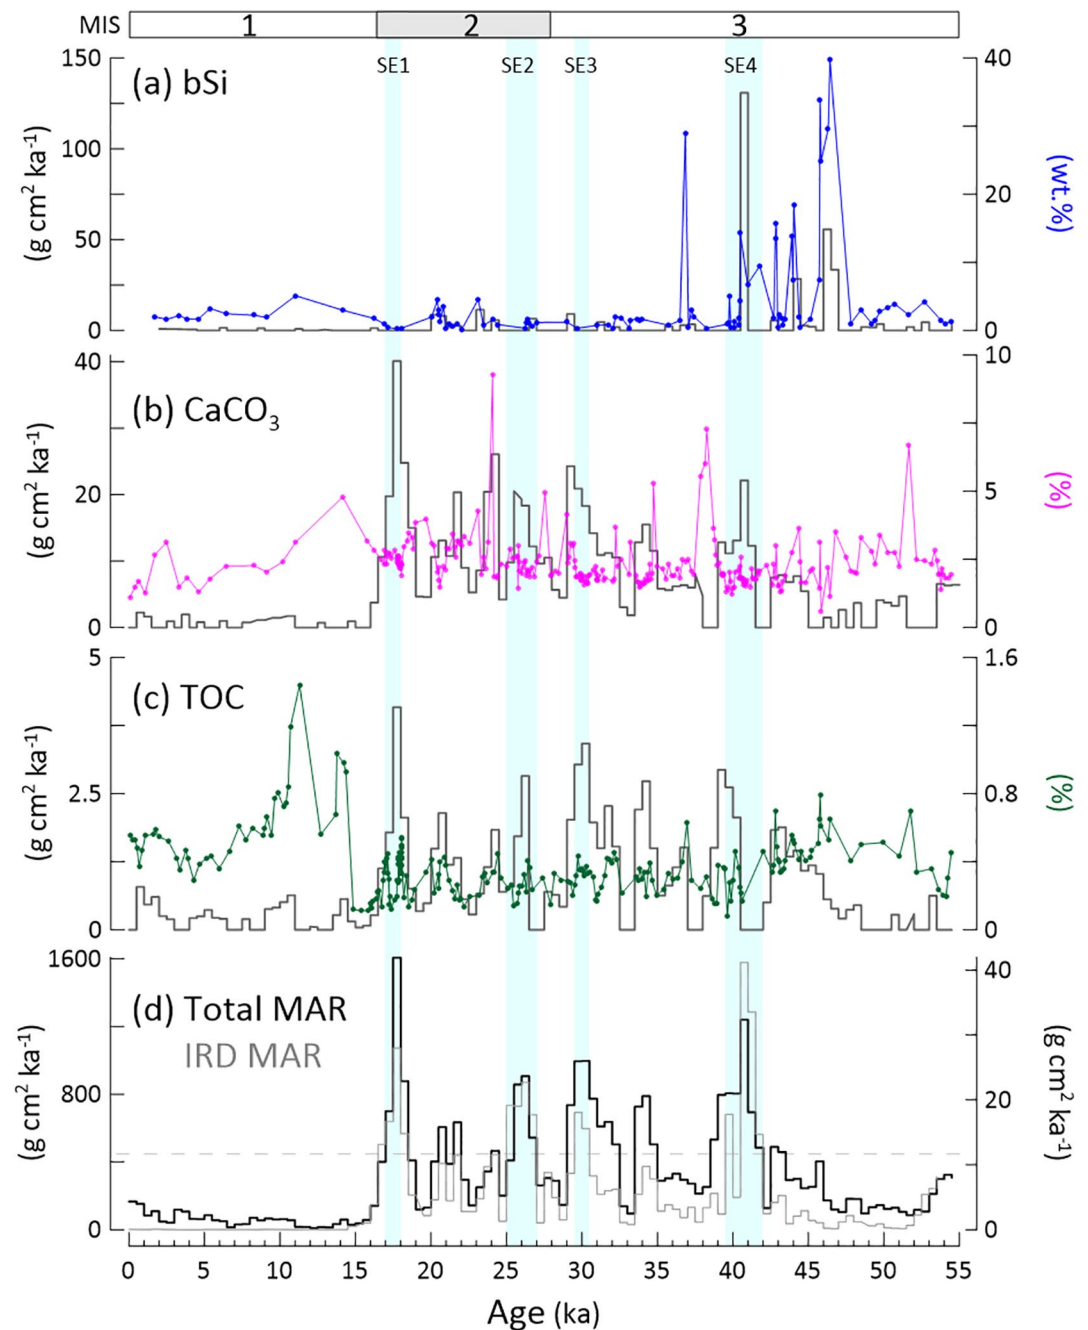 MIS 1 2 3
SE1 SE2 SE3 SE4
(a) bSi
150
100
50
0
(g cm² ka⁻¹)
40
20
0
(wt.%)
(b) CaCO₃
40
20
0
(g cm² ka⁻¹)
10
5
0
(%)
(c) TOC
5
2.5
0
(g cm² ka⁻¹)
1.6
0.8
0
(%)
(d) Total MAR
IRD MAR
1600
800
0
(g cm² ka⁻¹)
40
20
0
(g cm² ka⁻¹)
0 5 10 15 20 25 30 35 40 45 50 55
Age (ka)